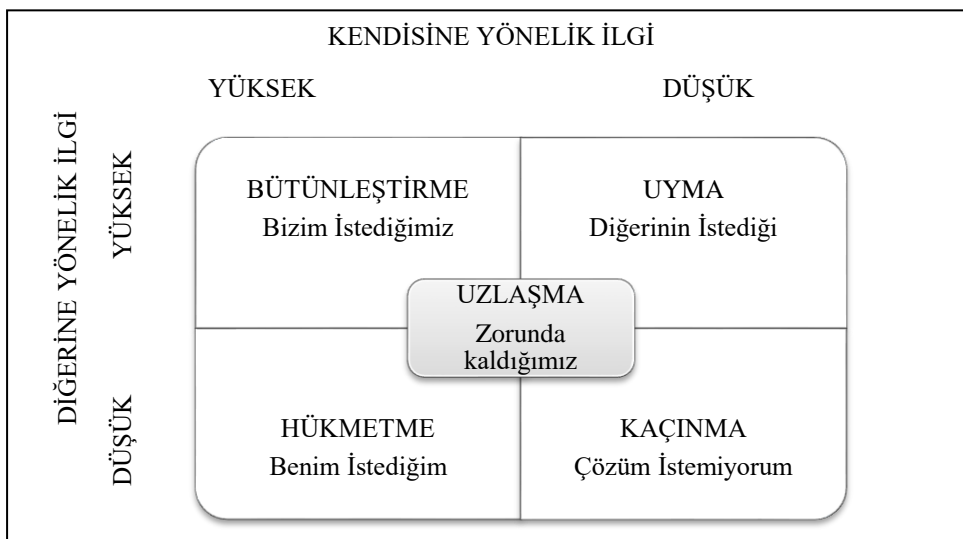 KENDİSİNE YÖNELİK İLGİ
YÜKSEK
DÜŞÜK
DİĞERİNE YÖNELİK İLGİ
YÜKSEK
DÜŞÜK
BÜTÜNLEŞTİRME
Bizim İstediğimiz
UYMA
Diğerinin İstediği
UZLAŞMA
Zorunda
kaldığımız
HÜKMETME
Benim İstediğim
KAÇINMA
Çözüm İstemiyorum